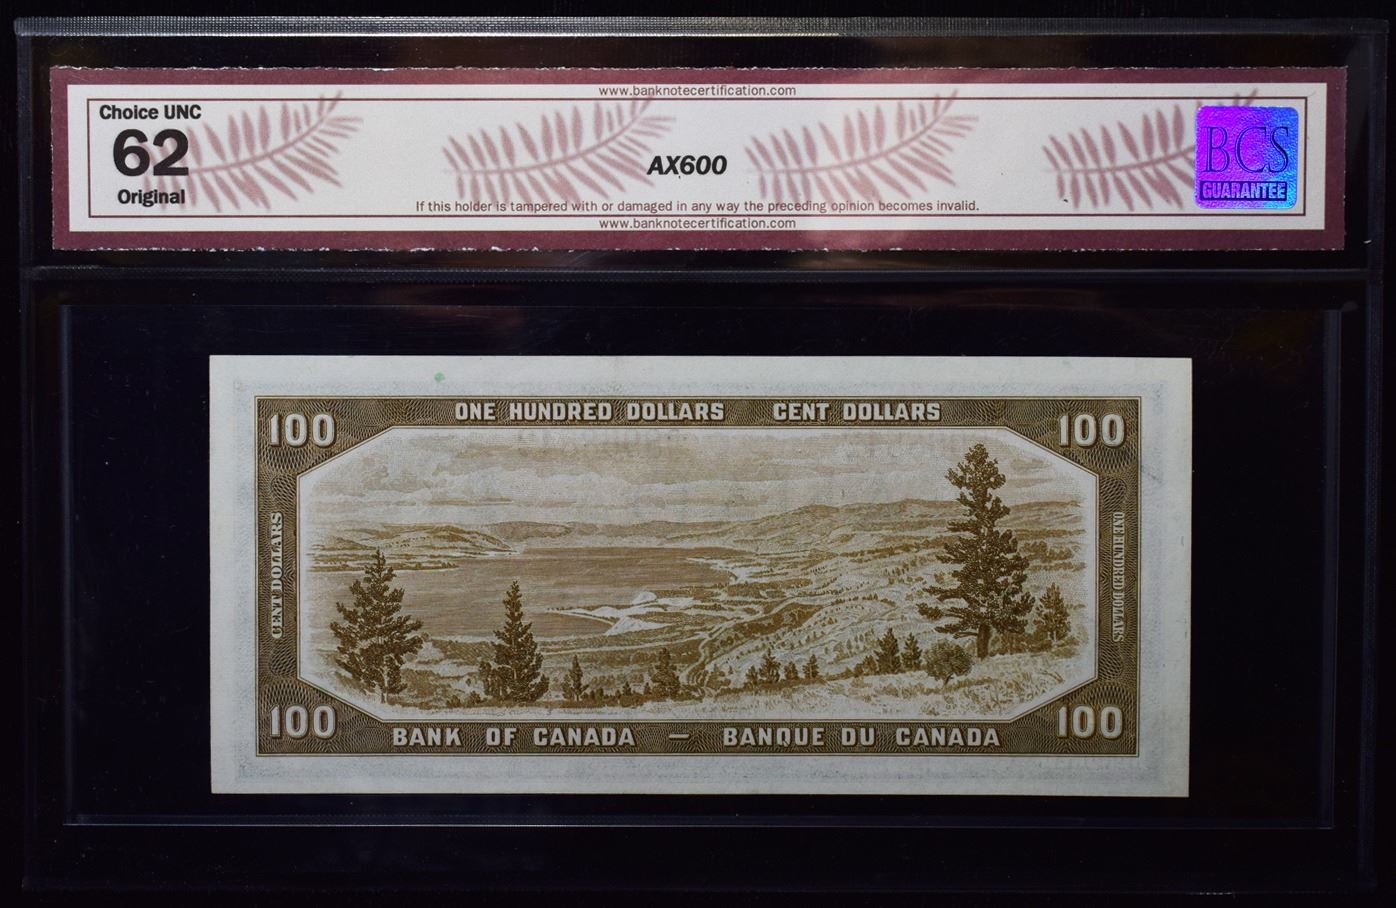 www.banknotecertification.com
Choice UNC
62
Original
AX600
BCS
GUARANTEE
If this holder is tampered with or damaged in any way the preceding opinion becomes invalid.
www.banknotecertification.com
100 ONE HUNDRED DOLLARS CENT DOLLARS 100
CENT DOLLARS
ONE HUNDRED DOLLARS
100 BANK OF CANADA — BANQUE DU CANADA 100